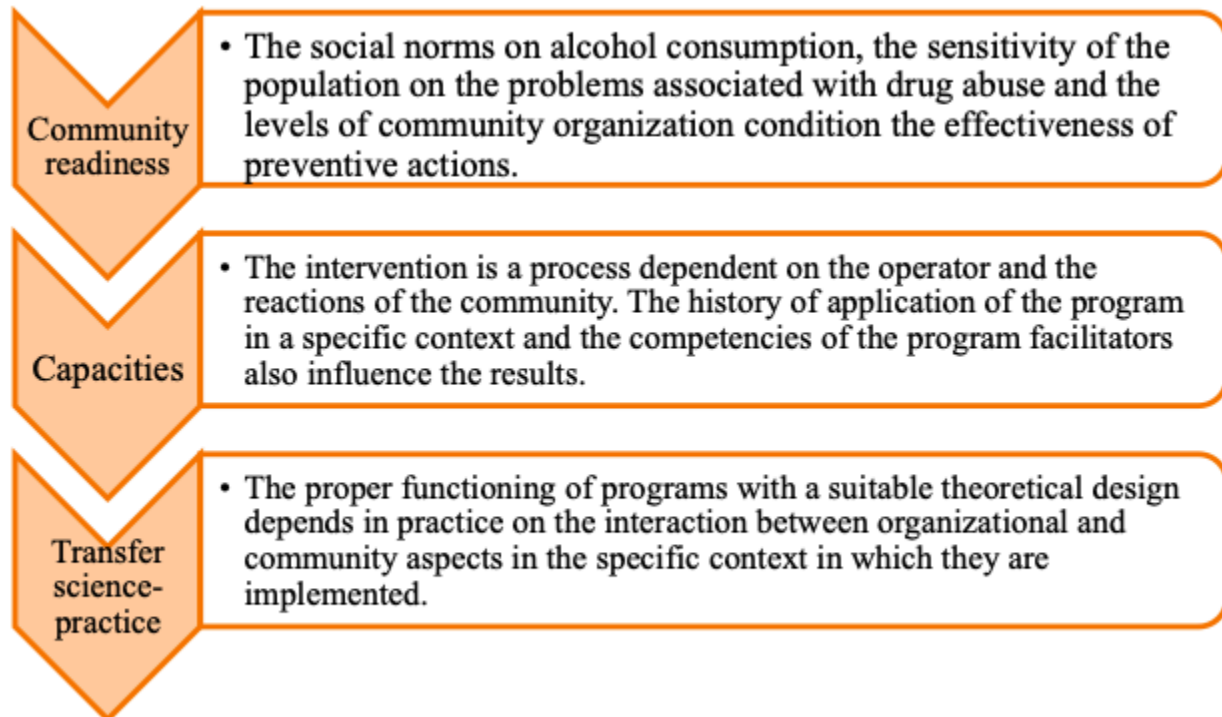 Community
readiness
• The social norms on alcohol consumption, the sensitivity of the
population on the problems associated with drug abuse and the
levels of community organization condition the effectiveness of
preventive actions.
Capacities
• The intervention is a process dependent on the operator and the
reactions of the community. The history of application of the program
in a specific context and the competencies of the program facilitators
also influence the results.
Transfer
science-
practice
• The proper functioning of programs with a suitable theoretical design
depends in practice on the interaction between organizational and
community aspects in the specific context in which they are
implemented.